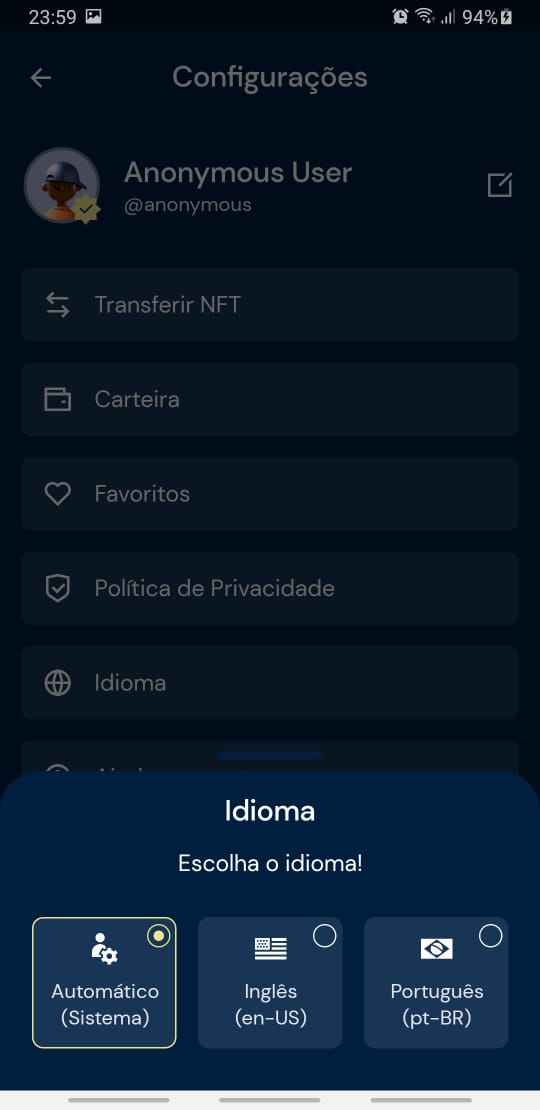 23:59 94%
Configurações
Anonymous User
@anonymous
Transferir NFT
Carteira
Favoritos
Política de Privacidade
Idioma
Idioma
Escolha o idioma!
Automático
(Sistema)
Inglês
(en-US)
Português
(pt-BR)